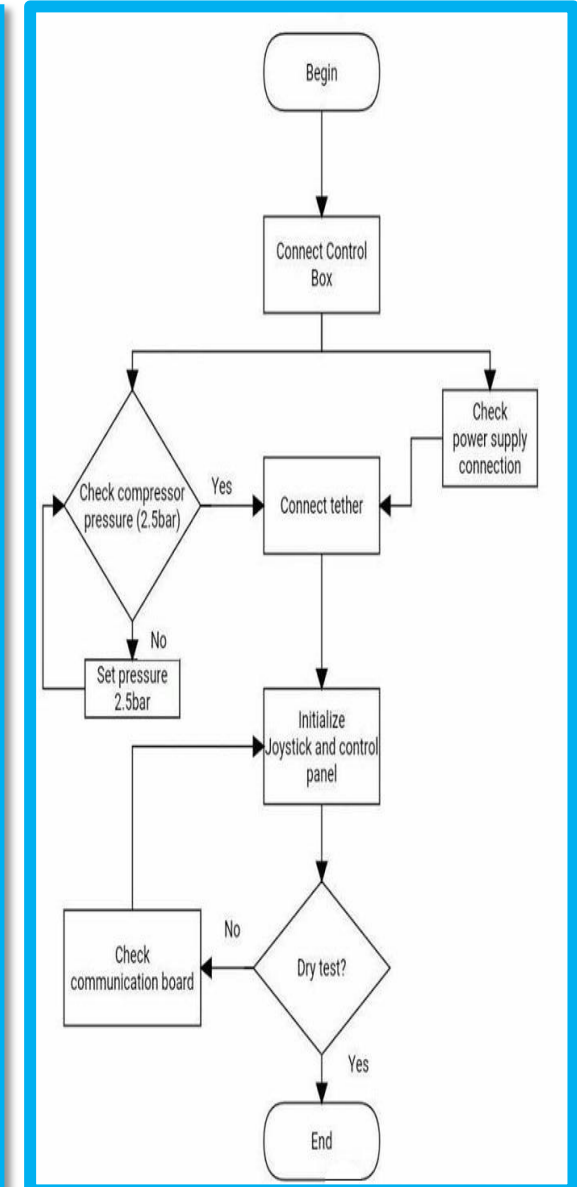 Begin
Connect Control
Box
Check
power supply
connection
Check compressor
pressure (2.5bar)
Yes
Connect tether
No
Set pressure
2.5bar
Initialize
Joystick and control
panel
Check
communication board
No
Dry test?
Yes
End